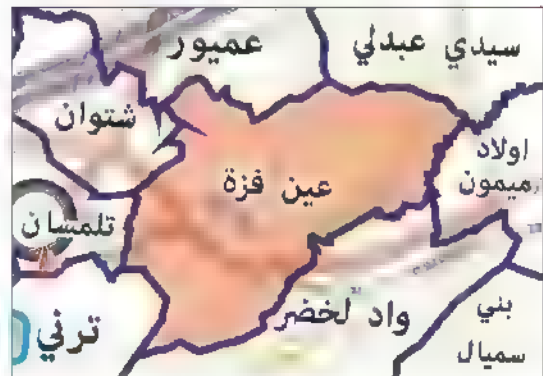 سيدي عبدلي
عميور
شتوان
اولاد
ميمون
عين فزة
تلمسان
واد لخضر
ترني
بني
سميال